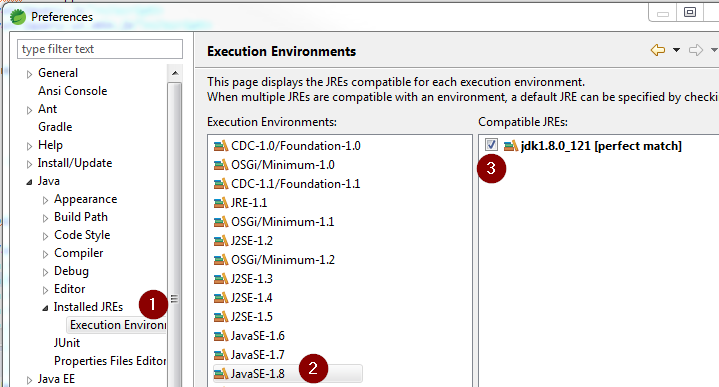 Preferences
type filter text
General
Ansi Console
Ant
Gradle
Help
Install/Update
Java
Appearance
Build Path
Code Style
Compiler
Debug
Editor
Installed JREs
1
Execution Environ
JUnit
Properties Files Editor
Java EE
Execution Environments
This page displays the JREs compatible for each execution environment.
When multiple JREs are compatible with an environment, a default JRE can be specified by checki
Execution Environments:
CDC-1.0/Foundation-1.0
OSGi/Minimum-1.0
CDC-1.1/Foundation-1.1
JRE-1.1
OSGi/Minimum-1.1
J2SE-1.2
OSGi/Minimum-1.2
J2SE-1.3
J2SE-1.4
J2SE-1.5
JavaSE-1.6
JavaSE-1.7
JavaSE-1.8
2
Compatible JREs:
jdk1.8.0_121 [perfect match]
3